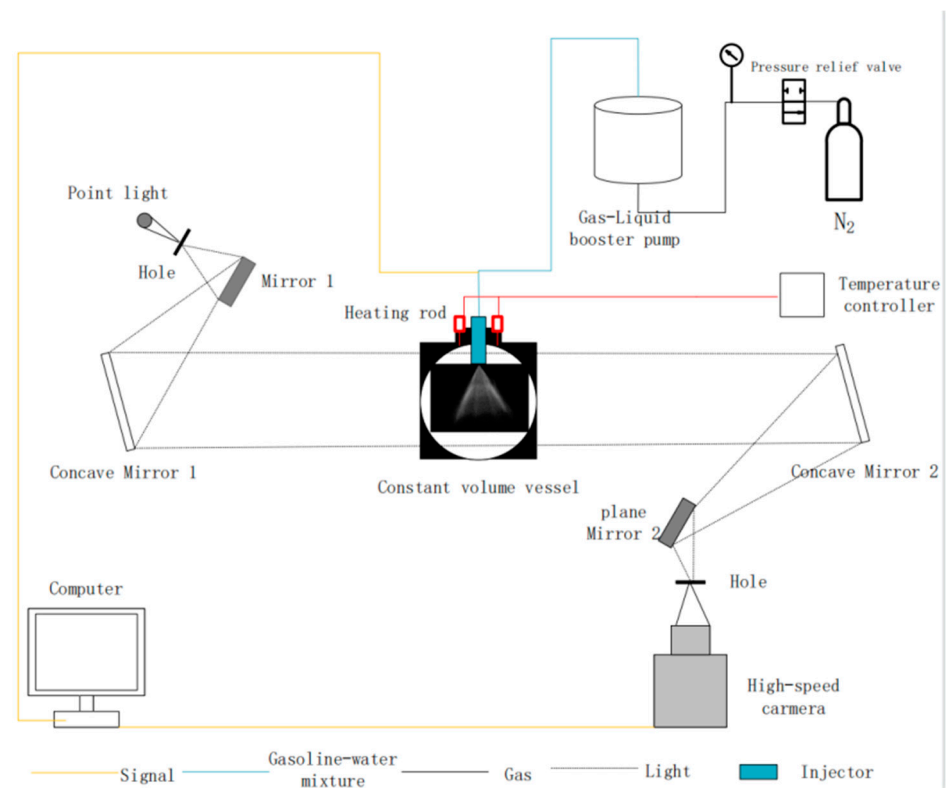 Pressure relief valve
Point light
Gas-Liquid
booster pump
N2
Hole
Mirror 1
Heating rod
Temperature
controller
Concave Mirror 1
Constant volume vessel
Concave Mirror 2
plane
Mirror 2
Hole
Computer
High-speed
carmera
Signal
Gasoline-water
mixture
Gas
Light
Injector